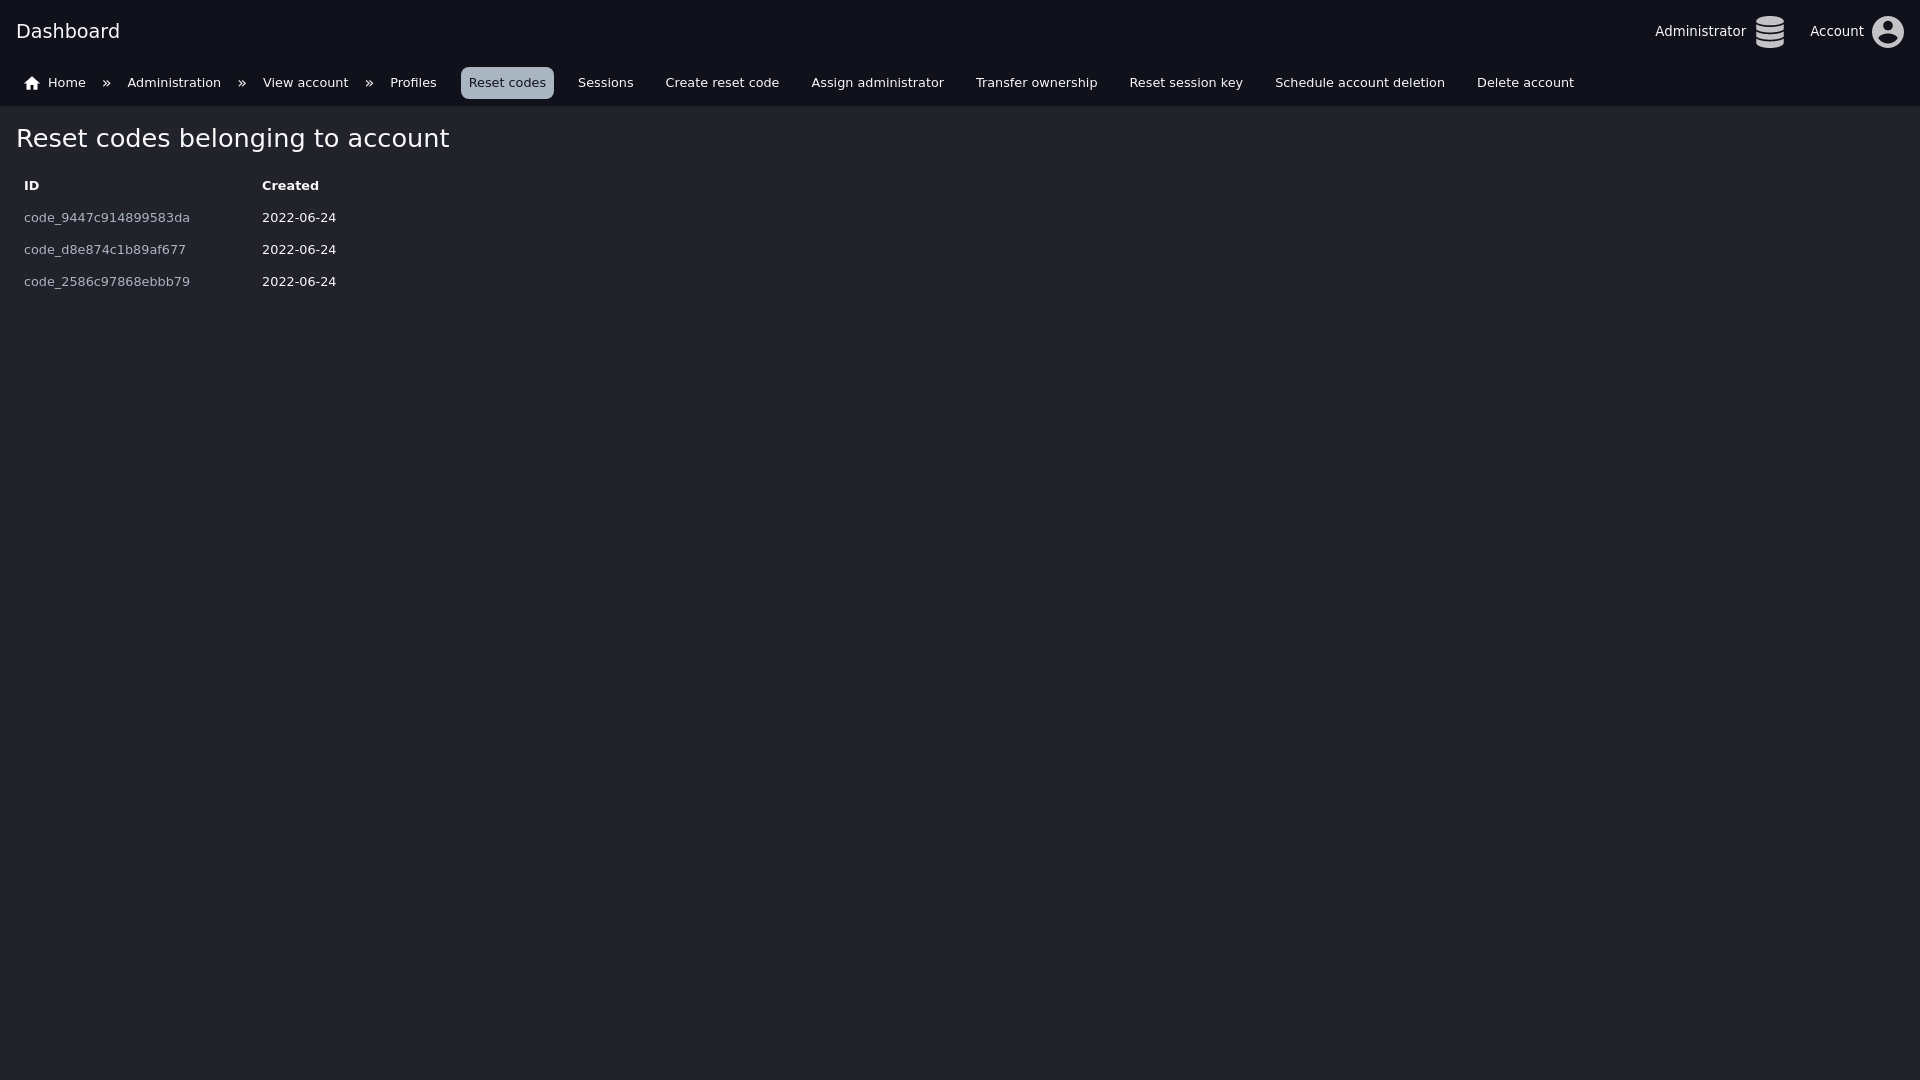 Dashboard
Administrator
Account
Home » Administration » View account » Profiles Reset codes Sessions Create reset code Assign administrator Transfer ownership Reset session key Schedule account deletion Delete account
Reset codes belonging to account
ID Created
code_9447c914899583da 2022-06-24
code_d8e874c1b89af677 2022-06-24
code_2586c97868ebbb79 2022-06-24